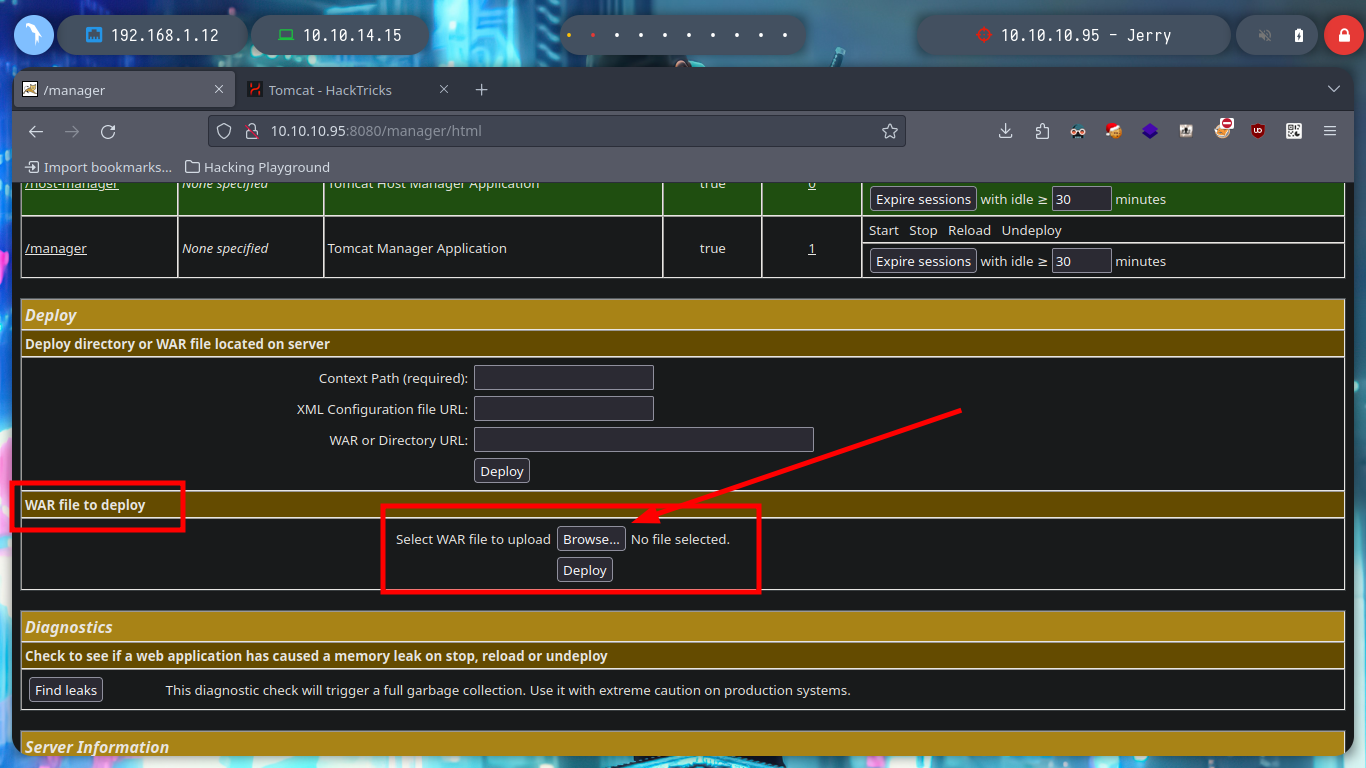 192.168.1.12 10.10.14.15 10.10.10.95 - Jerry
/manager Tomcat - HackTricks
10.10.10.95:8080/manager/html
Import bookmarks... Hacking Playground
/host-manager None specified Tomcat Host Manager Application true 0
Expire sessions with idle ≥ 30 minutes
Start Stop Reload Undeploy
/manager None specified Tomcat Manager Application true 1
Expire sessions with idle ≥ 30 minutes
Deploy
Deploy directory or WAR file located on server
Context Path (required):
XML Configuration file URL:
WAR or Directory URL:
Deploy
WAR file to deploy
Select WAR file to upload Browse... No file selected.
Deploy
Diagnostics
Check to see if a web application has caused a memory leak on stop, reload or undeploy
Find leaks This diagnostic check will trigger a full garbage collection. Use it with extreme caution on production systems.
Server Information